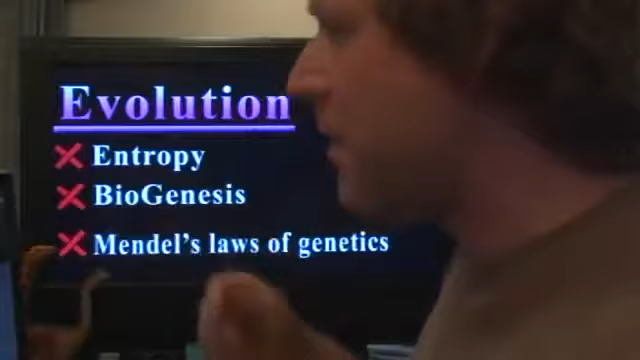 Evolution
Entropy
BioGenesis
Mendel's laws of genetics